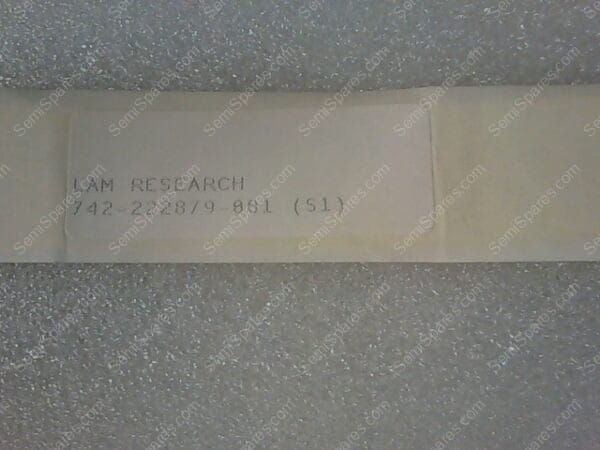 LAM RESEARCH
742-222879-001 (S1)
SemiSpares.com